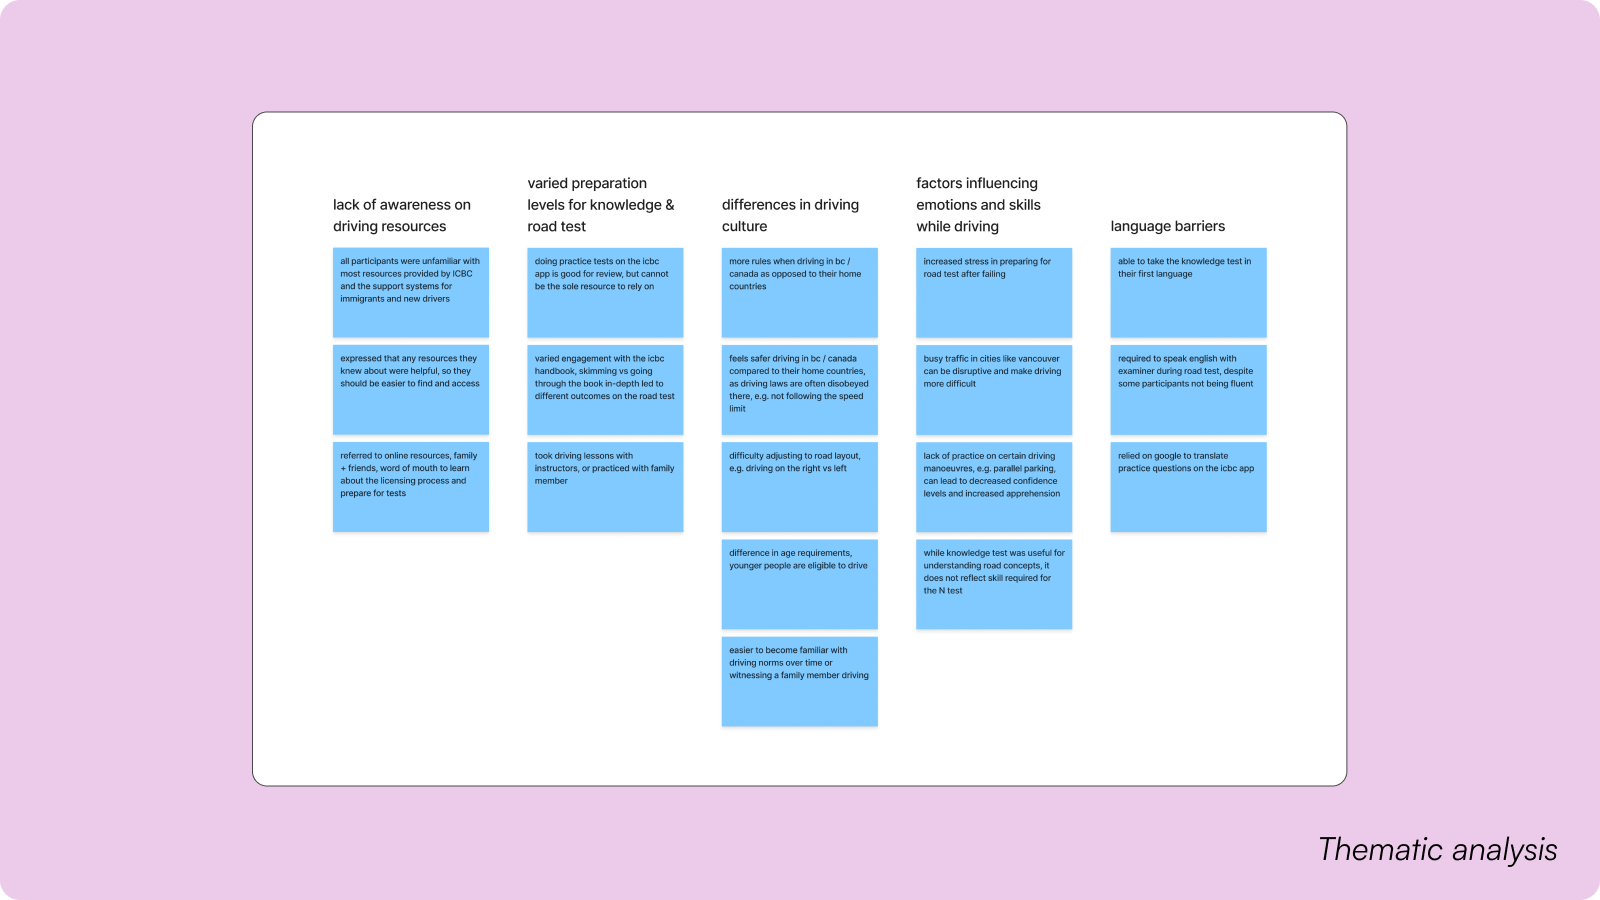 lack of awareness on
driving resources
all participants were unfamiliar with
most resources provided by ICBC
and the support systems for
immigrants and new drivers
expressed that any resources they
knew about were helpful, so they
should be easier to find and access
referred to online resources, family
+ friends, word of mouth to learn
about the licensing process and
prepare for tests
varied preparation
levels for knowledge &
road test
doing practice tests on the icbc
app is good for review, but cannot
be the sole resource to rely on
varied engagement with the icbc
handbook, skimming vs going
through the book in-depth led to
different outcomes on the road test
took driving lessons with
instructors, or practiced with family
member
differences in driving
culture
more rules when driving in bc /
canada as opposed to their home
countries
feels safer driving in bc / canada
compared to their home countries,
as driving laws are often disobeyed
there, e.g. not following the speed
limit
difficulty adjusting to road layout,
e.g. driving on the right vs left
difference in age requirements,
younger people are eligible to drive
easier to become familiar with
driving norms over time or
witnessing a family member driving
factors influencing
emotions and skills
while driving
increased stress in preparing for
road test after failing
busy traffic in cities like vancouver
can be disruptive and make driving
more difficult
lack of practice on certain driving
manoeuvres, e.g. parallel parking,
can lead to decreased confidence
levels and increased apprehension
while knowledge test was useful for
understanding road concepts, it
does not reflect skill required for
the N test
language barriers
able to take the knowledge test in
their first language
required to speak english with
examiner during road test, despite
some participants not being fluent
relied on google to translate
practice questions on the icbc app
Thematic analysis